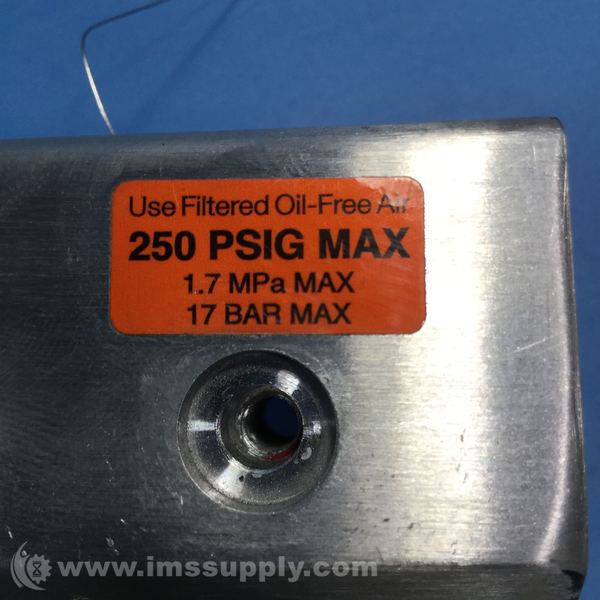 Use Filtered Oil-Free Air
250 PSIG MAX
1.7 MPa MAX
17 BAR MAX
www.imssupply.com